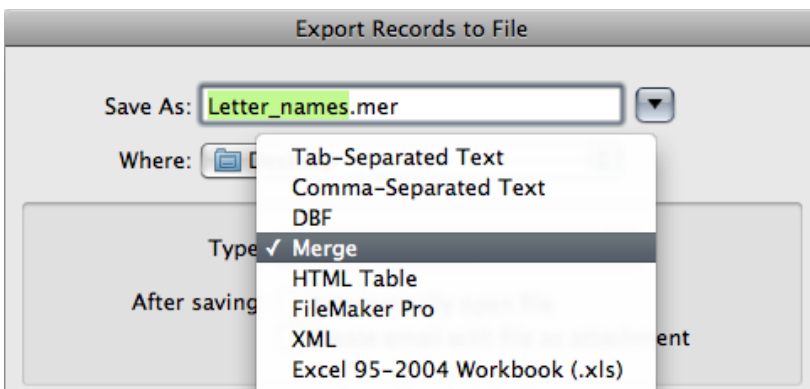 Export Records to File
Save As: Letter_names.mer
Where: D
Tab-Separated Text
Comma-Separated Text
DBF
Type ✓ Merge
HTML Table
After saving
FileMaker Pro
XML
ent
Excel 95-2004 Workbook (.xls)